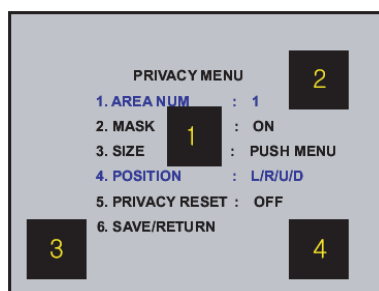 PRIVACY MENU
2
1. AREA NUM : 1
2. MASK : ON
1
3. SIZE : PUSH MENU
4. POSITION : L/R/U/D
5. PRIVACY RESET : OFF
6. SAVE/RETURN
3
4